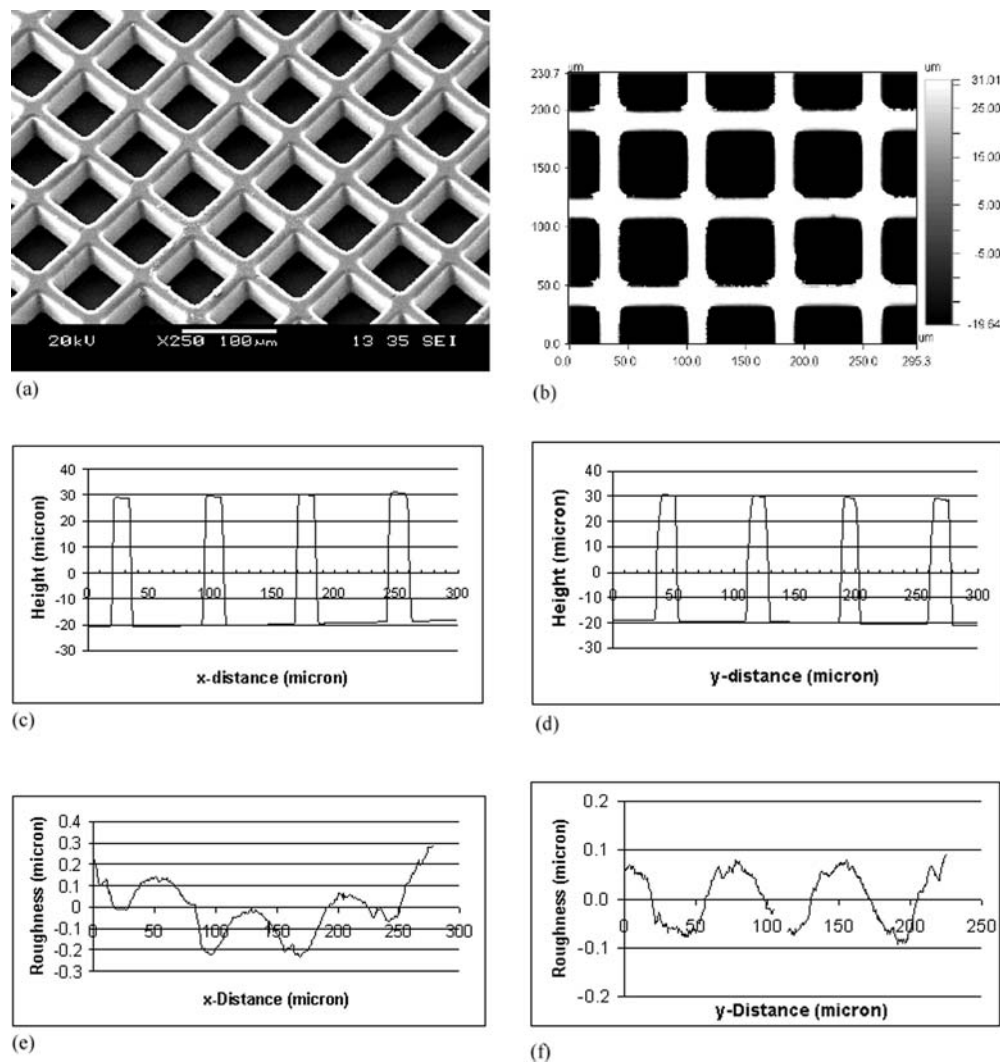 20kV X250 100µm 13 35 SEI
(a)
um
230.7
200.0
150.0
100.0
50.0
0.0
0.0 50.0 100.0 150.0 200.0 250.0 295.3
um
31.01
25.00
15.00
5.00
-5.00
-19.64
um
(b)
Height (micron)
40
30
20
10
0
-10
-20
-30
0 50 100 150 200 250 300
x-distance (micron)
(c)
Height (micron)
40
30
20
10
0
-10
-20
-30
0 50 100 150 200 250 300
y-distance (micron)
(d)
Roughness (micron)
0.4
0.3
0.2
0.1
0
-0.1
-0.2
-0.3
0 50 100 150 200 250 300
x-Distance (micron)
(e)
Roughness (micron)
0.2
0.1
0.0
-0.1
-0.2
0 50 100 150 200 250
y-Distance (micron)
(f)